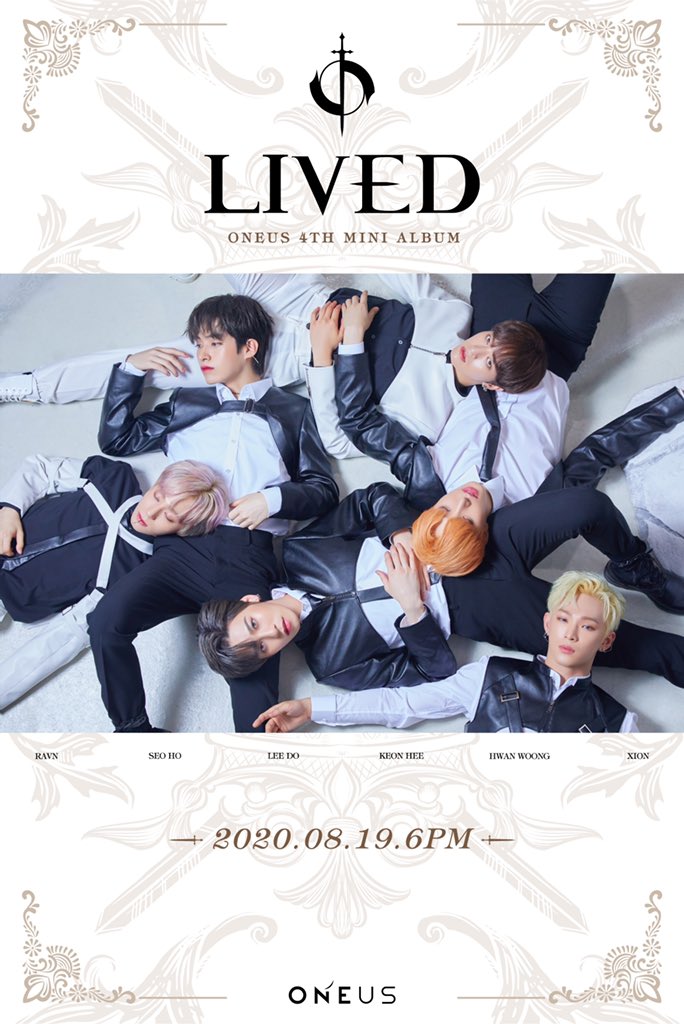 LIVED
ONEUS 4TH MINI ALBUM
RAVN SEO HO LEE DO KEON HEE HWAN WOONG XION
2020.08.19.6PM
ONEUS